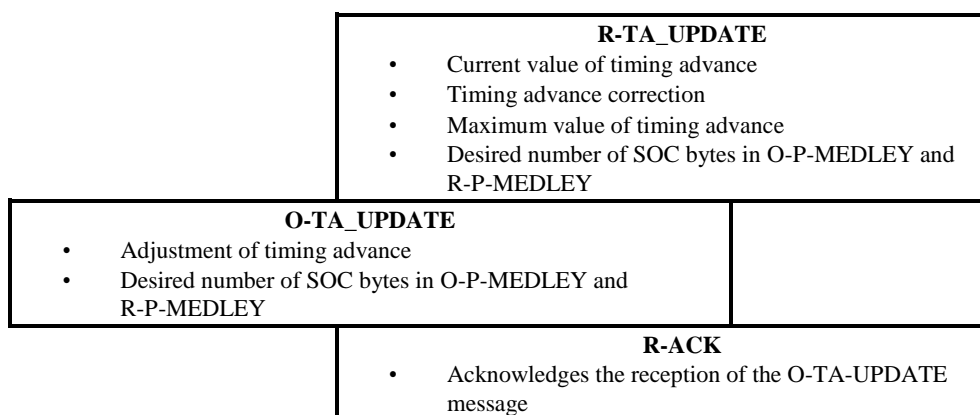 R-TA_UPDATE
• Current value of timing advance
• Timing advance correction
• Maximum value of timing advance
• Desired number of SOC bytes in O-P-MEDLEY and
R-P-MEDLEY
O-TA_UPDATE
• Adjustment of timing advance
• Desired number of SOC bytes in O-P-MEDLEY and
R-P-MEDLEY
R-ACK
• Acknowledges the reception of the O-TA-UPDATE
message